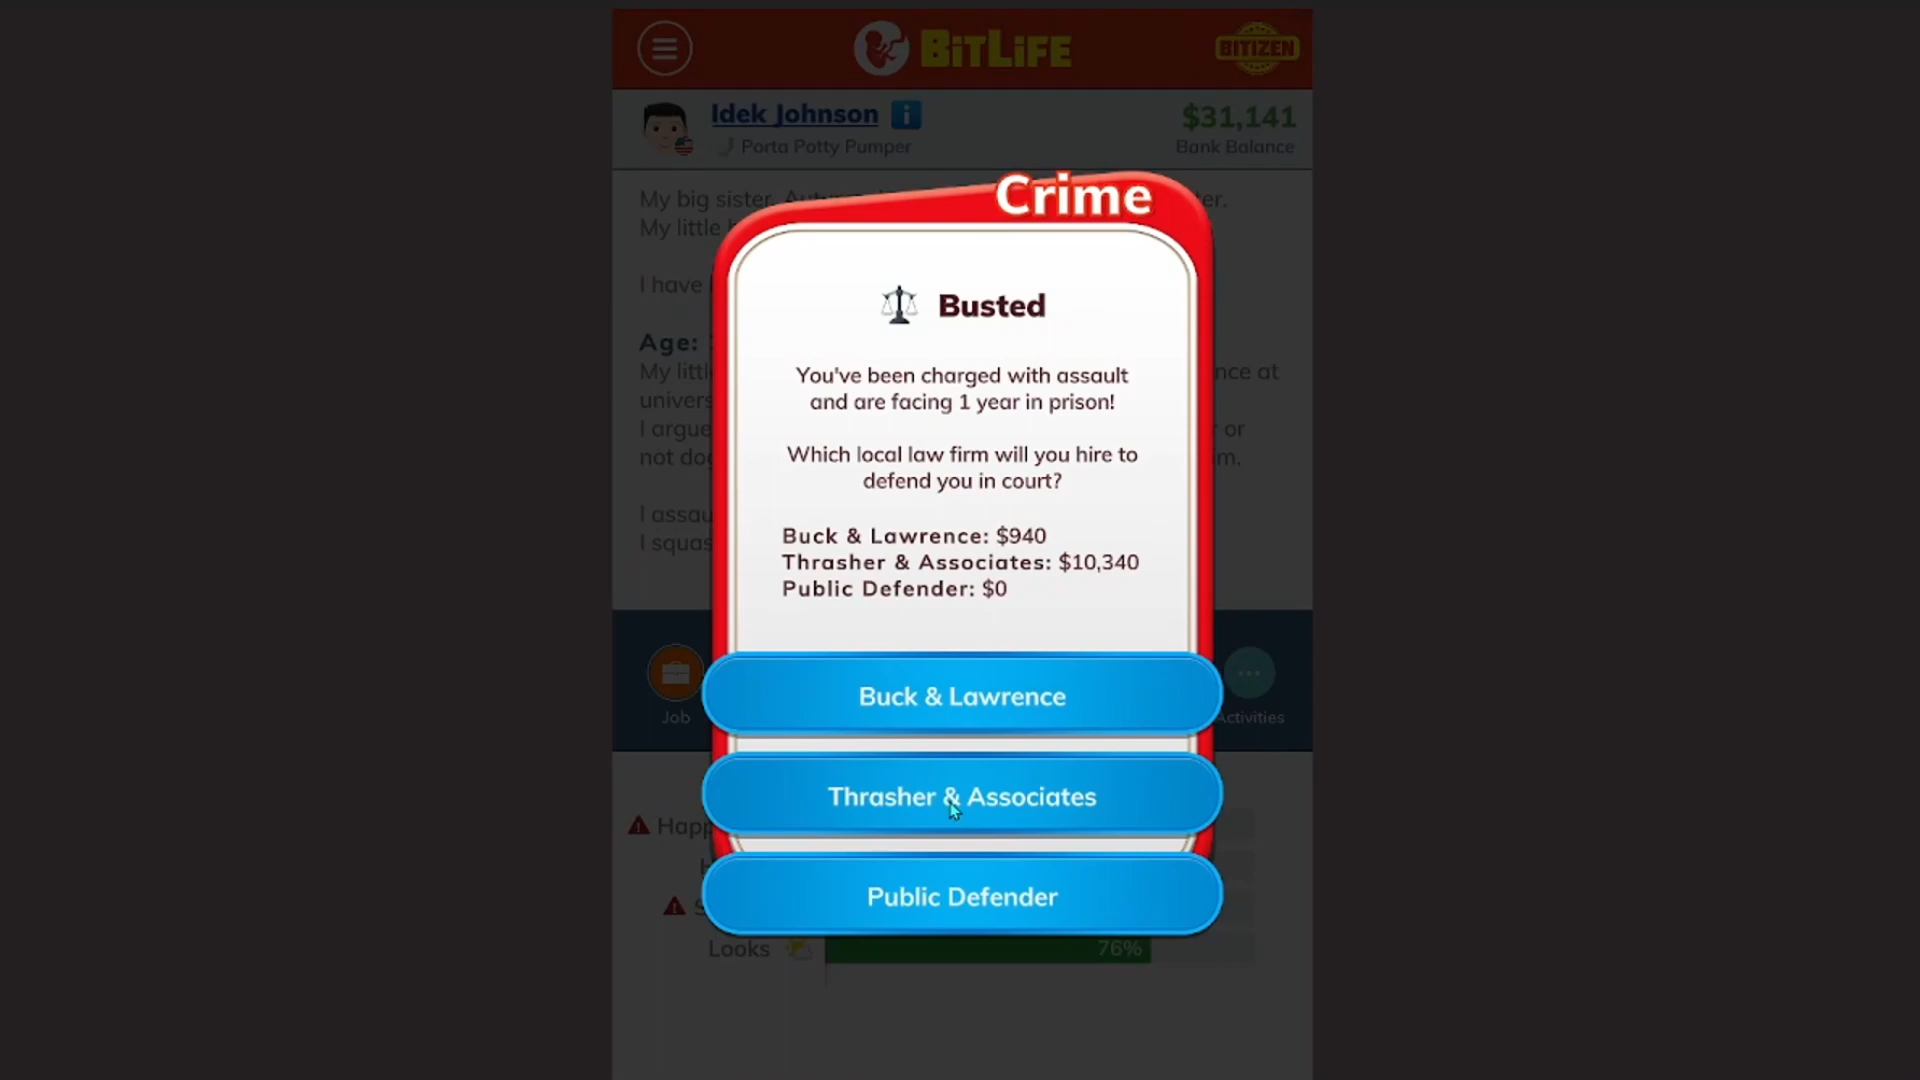 BiTLiFE
BITIZEN
Idek Johnson
$31,141
Porta Potty Pumper
Bank Balance
My big sister,
er.
My little
I have
Age:
My littl
nce at
univers
I argue
r or
not dog
m.
I assau
I squas
Crime
Busted
You've been charged with assault
and are facing 1 year in prison!
Which local law firm will you hire to
defend you in court?
Buck & Lawrence: $940
Thrasher & Associates: $10,340
Public Defender: $0
Job
Activities
Buck & Lawrence
Thrasher & Associates
Happ
S
Public Defender
Looks
76%